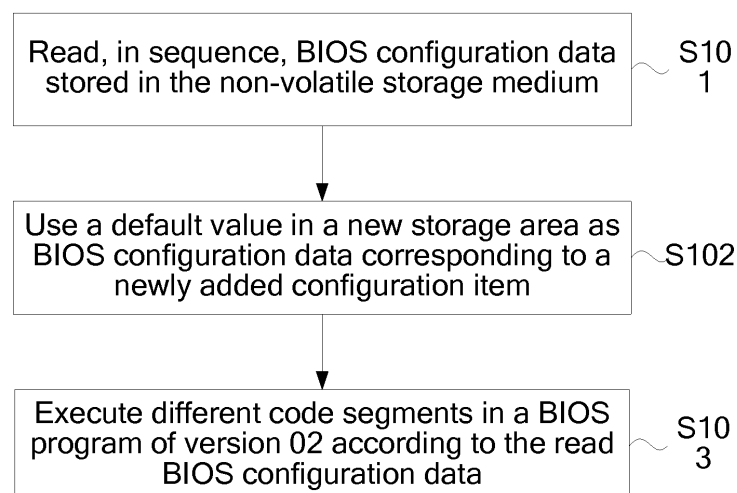 Read, in sequence, BIOS configuration data
stored in the non-volatile storage medium
S10
1
Use a default value in a new storage area as
BIOS configuration data corresponding to a
newly added configuration item
S102
Execute different code segments in a BIOS
program of version 02 according to the read
BIOS configuration data
S10
3